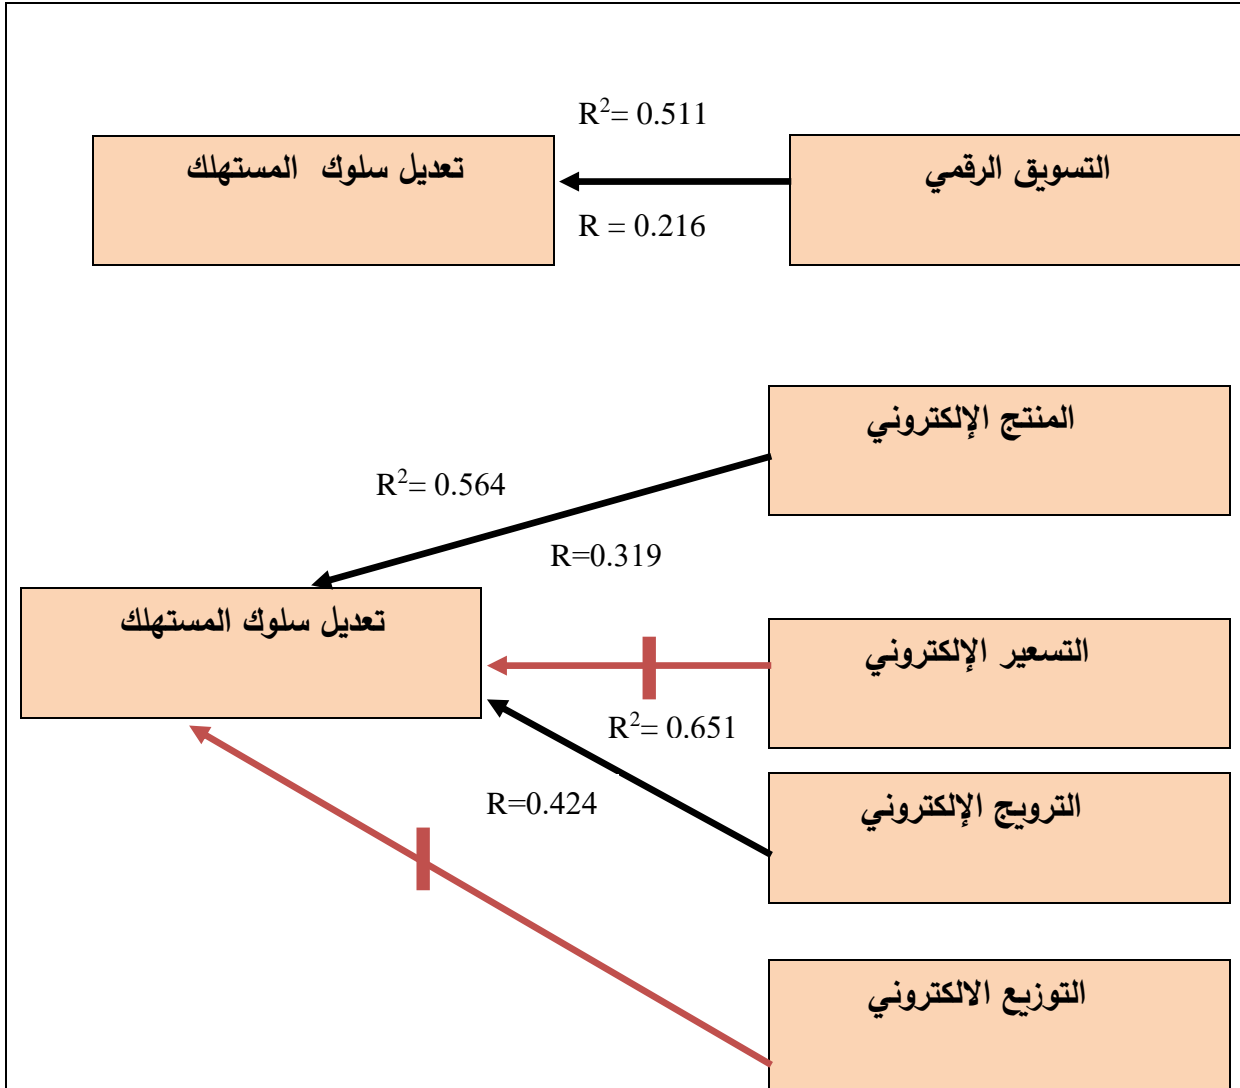 R²= 0.511
التسويق الرقمي
تعديل سلوك المستهلك
R = 0.216
المنتج الإلكتروني
R²= 0.564
R=0.319
تعديل سلوك المستهلك
التسعير الإلكتروني
R²= 0.651
الترويج الإلكتروني
R=0.424
التوزيع الالكتروني